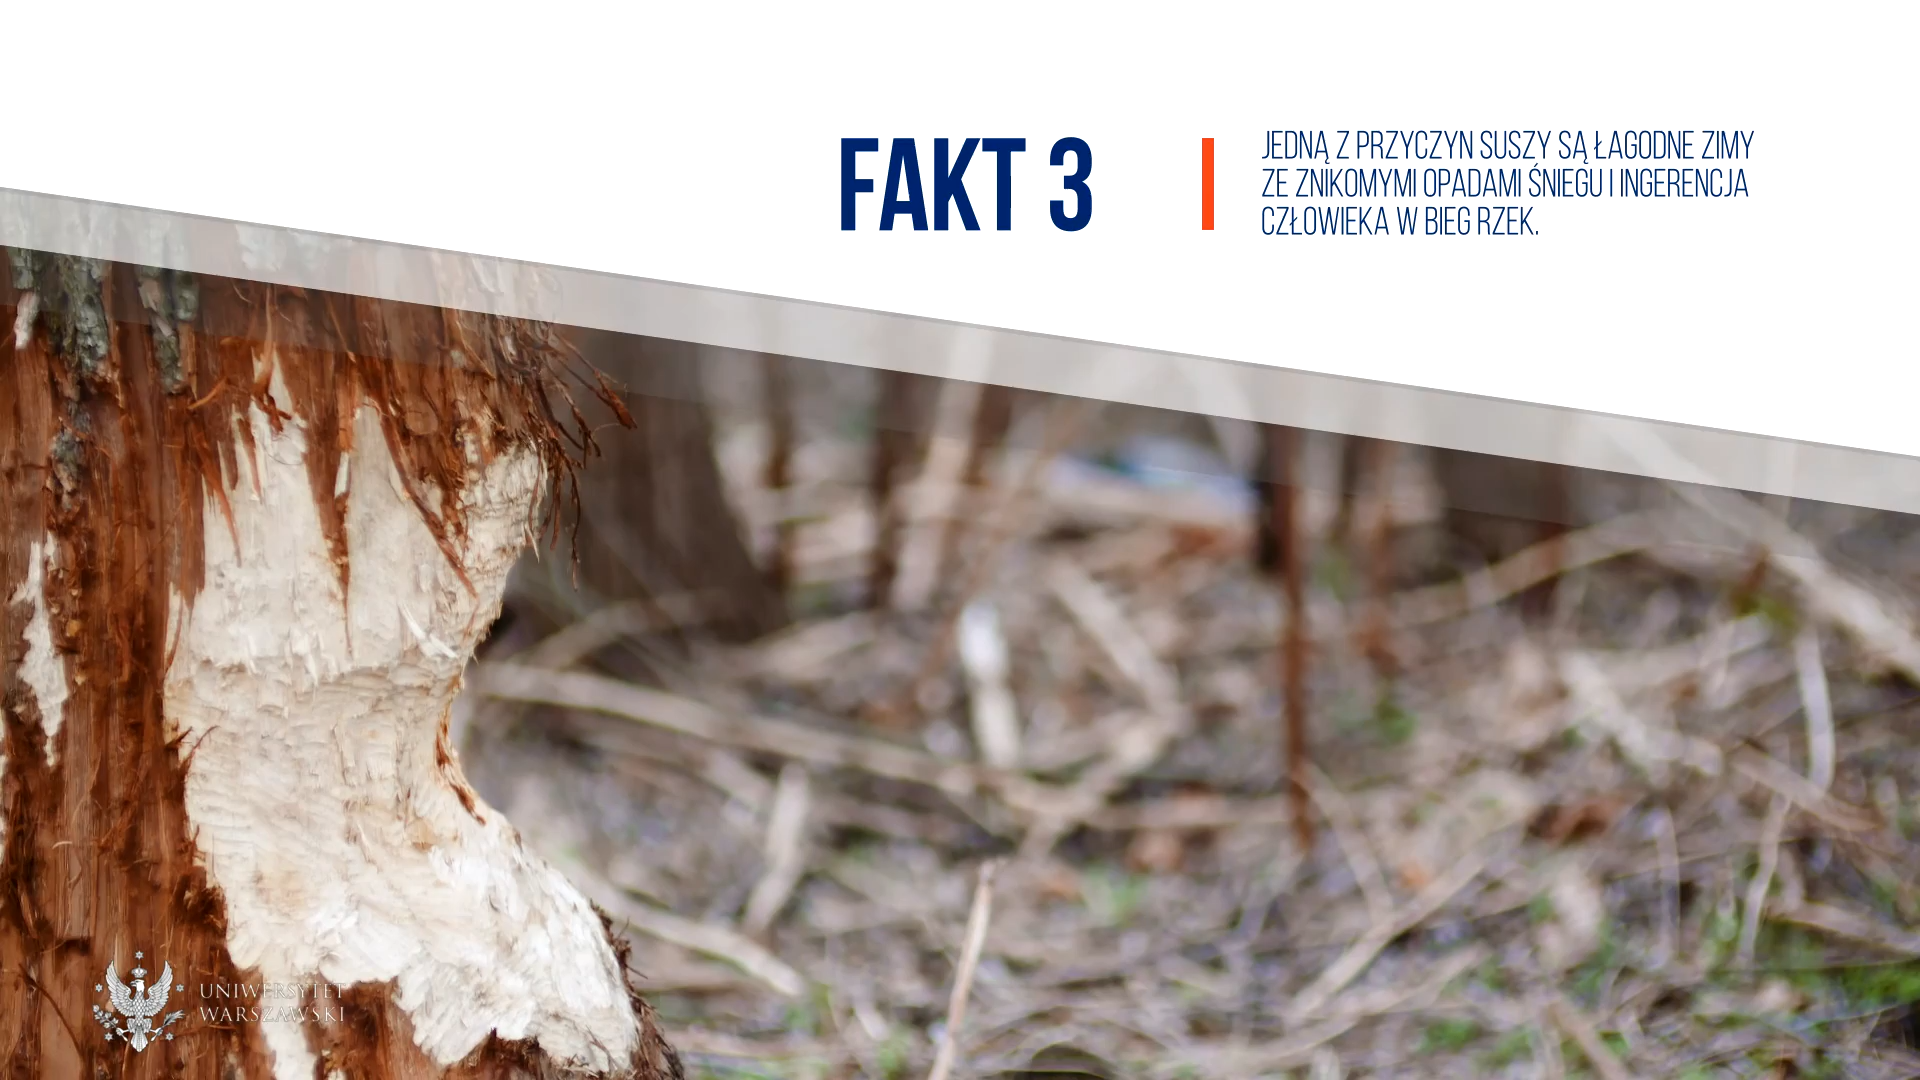 FAKT 3
JEDNĄ Z PRZYCZYN SUSZY SĄ ŁAGODNE ZIMY
ZE ZNIKOMYMI OPADAMI ŚNIEGU I INGERENCJA
CZŁOWIEKA W BIEG RZEK.
UNIWERSYTET
WARSZAWSKI